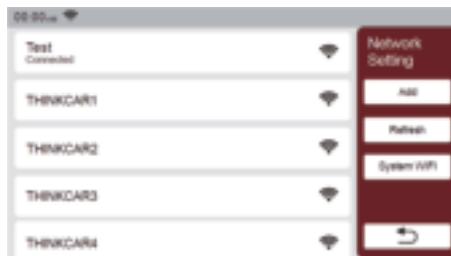 00:00
Test
Connected
THINKCAR1
THINKCAR2
THINKCAR3
THINKCAR4
Network
Setting
Add
Refresh
System WiFi